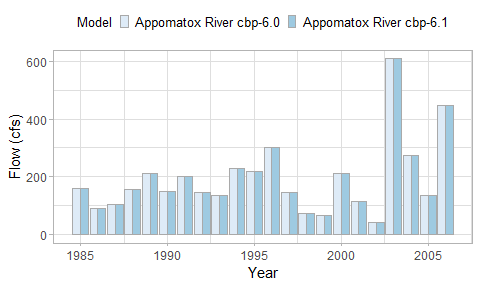 Model Appomatox River cbp-6.0 Appomatox River cbp-6.1
600
400
200
0
Flow (cfs)
1985 1990 1995 2000 2005
Year